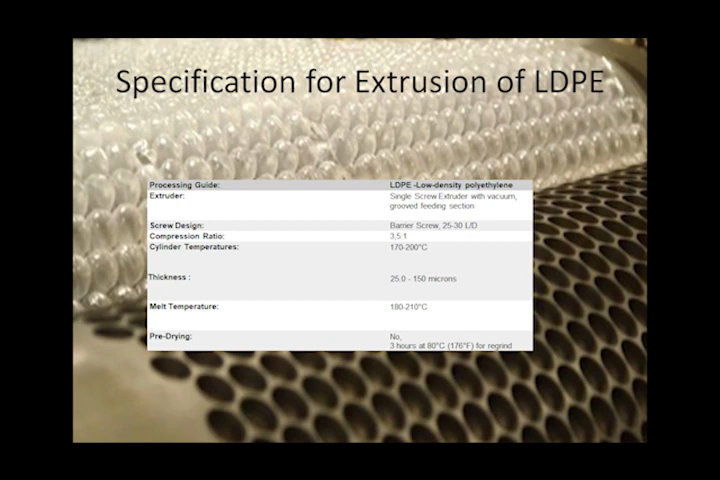 Specification for Extrusion of LDPE
Processing Guide: LDPE -Low-density polyethylene
Extruder: Single Screw Extruder with vacuum,
grooved feeding section
Screw Design: Barrier Screw, 25-30 L/D
Compression Ratio: 3,5.1
Cylinder Temperatures: 170-200°C
Thickness : 25.0 - 150 microns
Melt Temperature: 180-210°C
Pre-Drying: No,
3 hours at 80°C (176°F) for regrind